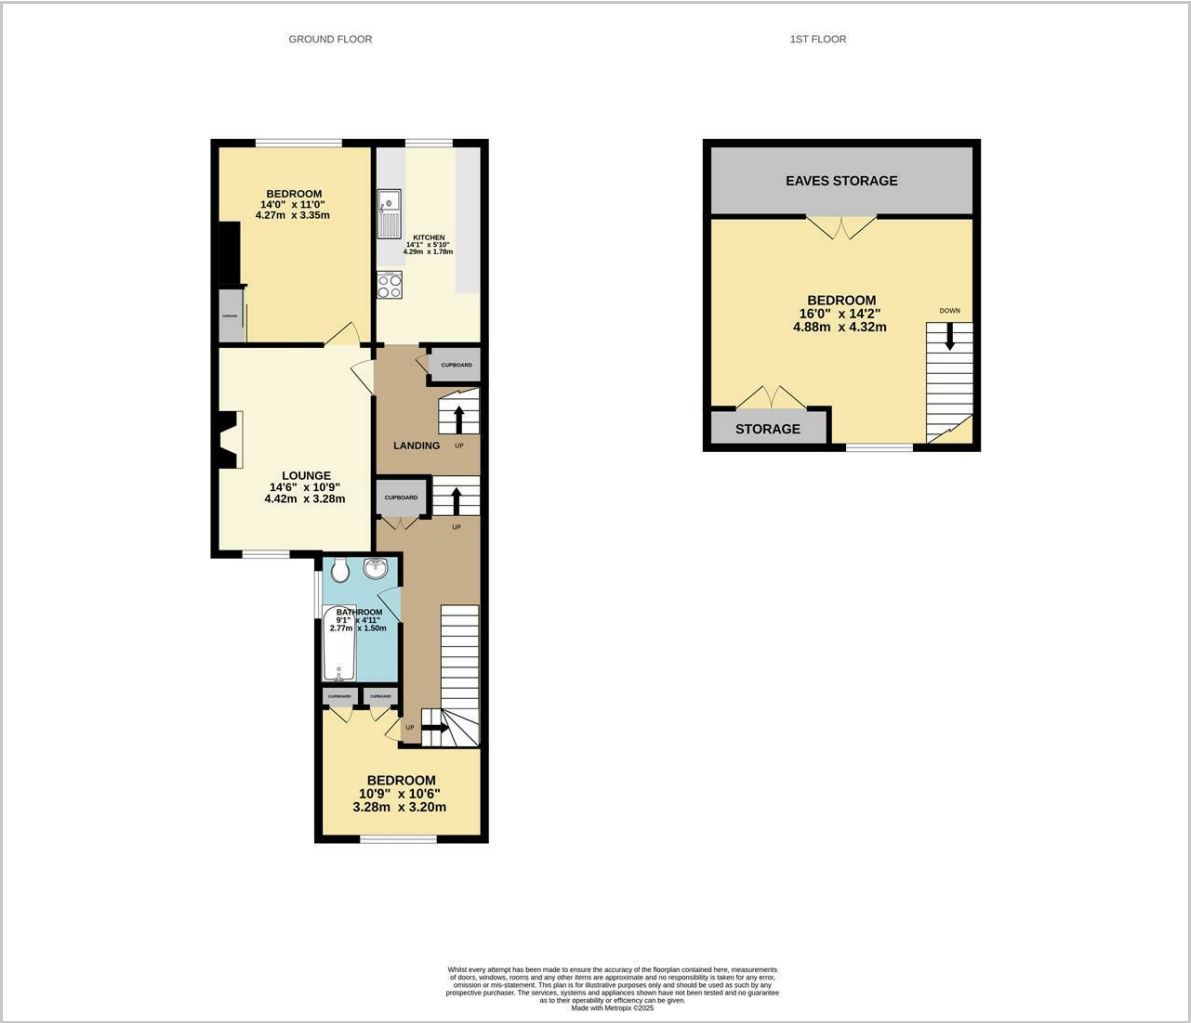 GROUND FLOOR
1ST FLOOR
BEDROOM
14'0" x 11'0"
4.27m x 3.35m
KITCHEN
14'1" x 5'10"
4.29m x 1.78m
CUPBOARD
CUPBOARD
LANDING
UP
LOUNGE
14'6" x 10'9"
4.42m x 3.28m
CUPBOARD
UP
BATHROOM
9'1" x 4'11"
2.77m x 1.50m
CUPBOARD
CUPBOARD
UP
BEDROOM
10'9" x 10'6"
3.28m x 3.20m
EAVES STORAGE
BEDROOM
16'0" x 14'2"
4.88m x 4.32m
DOWN
STORAGE
Whilst every attempt has been made to ensure the accuracy of the floorplan contained here, measurements
of doors, windows, rooms and any other items are approximate and no responsibility is taken for any error,
omission or mis-statement. This plan is for illustrative purposes only and should be used as such by any
prospective purchaser. The services, systems and appliances shown have not been tested and no guarantee
as to their operability or efficiency can be given.
Made with Metropix ©2025